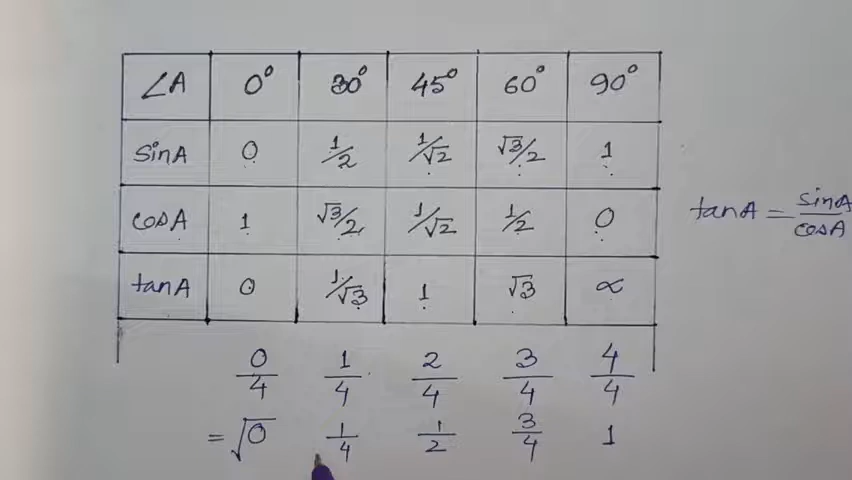 ∠A 0° 30° 45° 60° 90°
sinA 0 1/2 1/√2 √3/2 1
cosA 1 √3/2 1/√2 1/2 0
tanA = sinA/cosA
tanA 0 1/√3 1 √3 ∝
0/4 1/4 2/4 3/4 4/4
= √0 1/4 1/2 3/4 1